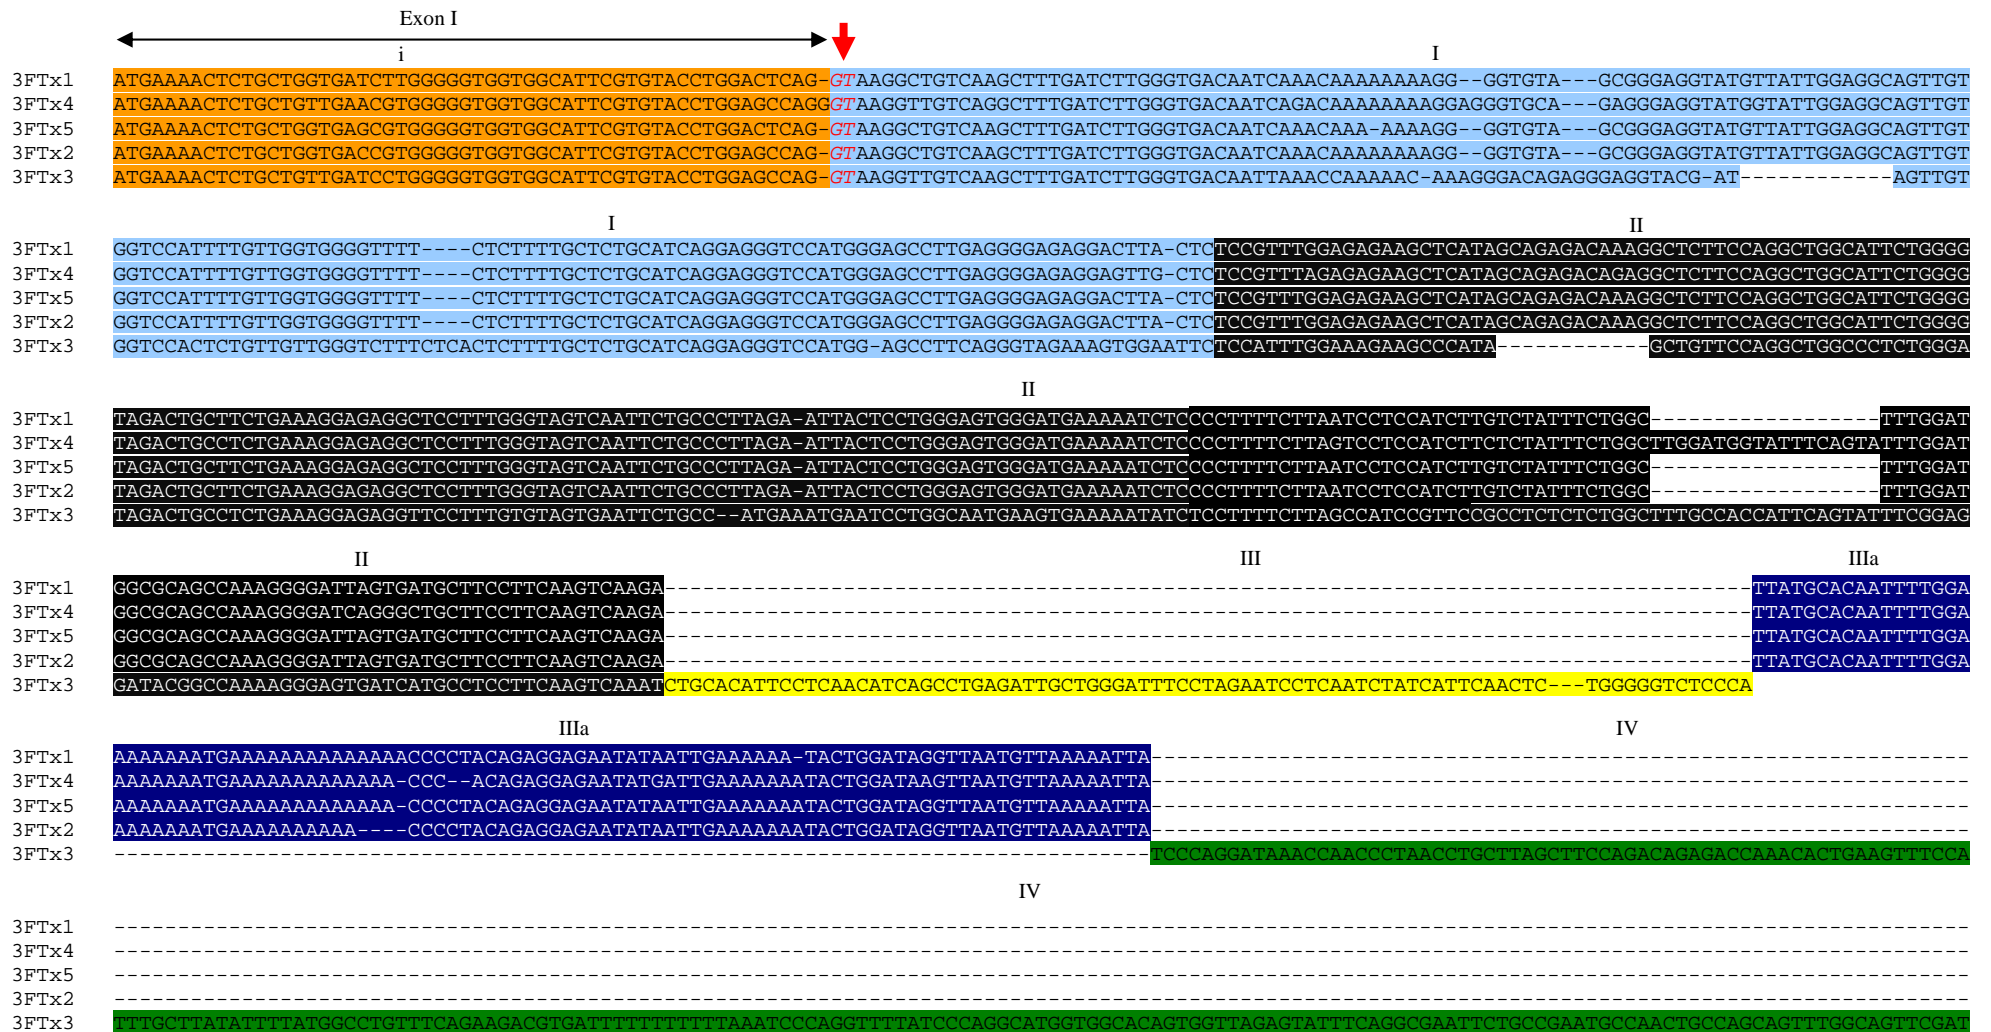 Exon I
i I
3FTx1 ATGAAAACTCTGCTGGTGATCTTGGGGGTGGTGGCATTCGTGTACCTGGACTCAG-GTAAGGCTGTCAAGCTTTGATCTTGGGTGACAATCAAACAAAAAAAAGG--GGTGTA---GCGGGAGGTATGTTATTGGAGGCAGTTGT
3FTx4 ATGAAAACTCTGCTGTTGAACGTGGGGGTGGTGGCATTCGTGTACCTGGAGCCAGGGTAAGGTTGTCAGGCTTTGATCTTGGGTGACAATCAGACAAAAAAAAAGGAGGGTGCA---GAGGGAGGTATGGTATTGGAGGCAGTTGT
3FTx5 ATGAAAACTCTGCTGGTGAGCGTGGGGGTGGTGGCATTCGTGTACCTGGACTCAG-GTAAGGCTGTCAAGCTTTGATCTTGGGTGACAATCAAACAAA-AAAAGG--GGTGTA---GCGGGAGGTATGTTATTGGAGGCAGTTGT
3FTx2 ATGAAAACTCTGCTGGTGACCGTGGGGGTGGTGGCATTCGTGTACCTGGAGCCAG-GTAAGGCTGTCAAGCTTTGATCTTGGGTGACAATCAAACAAAAAAAAGG--GGTGTA---GCGGGAGGTATGTTATTGGAGGCAGTTGT
3FTx3 ATGAAAACTCTGCTGTTGATCCTGGGGGTGGTGGCATTCGTGTACCTGGAGCCAG-GTAAGGTTGTCAAGCTTTGATCTTGGGTGACAATTAAACCAAAAAC-AAAGGGACAGAGGGAGGTACG-AT------------AGTTGT
I II
3FTx1 GGTCCATTTTGTTGGTGGGGTTTT----CTCTTTTGCTCTGCATCAGGAGGGTCCATGGGAGCCTTGAGGGGAGAGGACTTA-CTCTCCGTTTGGAGAGAAGCTCATAGCAGAGACAAAGGCTCTTCCAGGCTGGCATTCTGGGG
3FTx4 GGTCCATTTTGTTGGTGGGGTTTT----CTCTTTTGCTCTGCATCAGGAGGGTCCATGGGAGCCTTGAGGGGAGAGGAGTTG-CTCTCCGTTTAGAGAGAAGCTCATAGCAGAGACAGAGGCTCTTCCAGGCTGGCATTCTGGGG
3FTx5 GGTCCATTTTGTTGGTGGGGTTTT----CTCTTTTGCTCTGCATCAGGAGGGTCCATGGGAGCCTTGAGGGGAGAGGACTTA-CTCTCCGTTTGGAGAGAAGCTCATAGCAGAGACAAAGGCTCTTCCAGGCTGGCATTCTGGGG
3FTx2 GGTCCATTTTGTTGGTGGGGTTTT----CTCTTTTGCTCTGCATCAGGAGGGTCCATGGGAGCCTTGAGGGGAGAGGACTTA-CTCTCCGTTTGGAGAGAAGCTCATAGCAGAGACAAAGGCTCTTCCAGGCTGGCATTCTGGGG
3FTx3 GGTCCACTCTGTTGTTGGGTCTTTCTCACTCTTTTGCTCTGCATCAGGAGGGTCCATGG-AGCCTTCAGGGTAGAAAGTGGAATTCTCCATTTGGAAAGAAGCCCATA------------GCTGTTCCAGGCTGGCCCTCTGGGA
II
3FTx1 TAGACTGCTTCTGAAAGGAGAGGCTCCTTTGGGTAGTCAATTCTGCCCTTAGA-ATTACTCCTGGGAGTGGGATGAAAAATCTCCCCTTTTCTTAATCCTCCATCTTGTCTATTTCTGGC------------------TTTGGAT
3FTx4 TAGACTGCCTCTGAAAGGAGAGGCTCCTTTGGGTAGTCAATTCTGCCCTTAGA-ATTACTCCTGGGAGTGGGATGAAAAATCTCCCCTTTTCTTAGTCCTCCATCTTCTCTATTTCTGGCTTGGATGGTATTTCAGTATTTGGAT
3FTx5 TAGACTGCTTCTGAAAGGAGAGGCTCCTTTGGGTAGTCAATTCTGCCCTTAGA-ATTACTCCTGGGAGTGGGATGAAAAATCTCCCCTTTTCTTAATCCTCCATCTTGTCTATTTCTGGC------------------TTTGGAT
3FTx2 TAGACTGCTTCTGAAAGGAGAGGCTCCTTTGGGTAGTCAATTCTGCCCTTAGA-ATTACTCCTGGGAGTGGGATGAAAAATCTCCCCTTTTCTTAATCCTCCATCTTGTCTATTTCTGGC------------------TTTGGAT
3FTx3 TAGACTGCCTCTGAAAGGAGAGGTTCCTTTGTGTAGTGAATTCTGCC--ATGAAATGAATCCTGGCAATGAAGTGAAAAATATCTCCTTTTCTTAGCCATCCGTTCCGCCTCTCTCTGGCTTTGCCACCATTCAGTATTTCGGAG
II III IIIa
3FTx1 GGCGCAGCCAAAGGGGATTAGTGATGCTTCCTTCAAGTCAAGA-------------------------------------------------------------------------------------TTATGCACAATTTTGGA
3FTx4 GGCGCAGCCAAAGGGGATCAGGGCTGCTTCCTTCAAGTCAAGA-------------------------------------------------------------------------------------TTATGCACAATTTTGGA
3FTx5 GGCGCAGCCAAAGGGGATTAGTGATGCTTCCTTCAAGTCAAGA-------------------------------------------------------------------------------------TTATGCACAATTTTGGA
3FTx2 GGCGCAGCCAAAGGGGATTAGTGATGCTTCCTTCAAGTCAAGA-------------------------------------------------------------------------------------TTATGCACAATTTTGGA
3FTx3 GATACGGCCAAAAGGGAGTGATCATGCCTCCTTCAAGTCAAATCTGCACATTCCTCAACATCAGCCTGAGATTGCTGGGATTTCCTAGAATCCTCAATCTATCATTCAACTC---TGGGGGTCTCCCA
IIIa IV
3FTx1 AAAAAAATGAAAAAAAAAAAAAACCCCTACAGAGGAGAATATAATTGAAAAAA-TACTGGATAGGTTAATGTTAAAAATTA----------------------------------------------------------------
3FTx4 AAAAAAATGAAAAAAAAAAAAA-CCC--ACAGAGGAGAATATGATTGAAAAAAATACTGGATAAGTTAATGTTAAAAATTA----------------------------------------------------------------
3FTx5 AAAAAAATGAAAAAAAAAAAAA-CCCCTACAGAGGAGAATATAATTGAAAAAAATACTGGATAGGTTAATGTTAAAAATTA----------------------------------------------------------------
3FTx2 AAAAAAATGAAAAAAAAAA----CCCCTACAGAGGAGAATATAATTGAAAAAAATACTGGATAGGTTAATGTTAAAAATTA----------------------------------------------------------------
3FTx3 ---------------------------------------------------------------------------------TCCCAGGATAAACCAACCCTAACCTGCTTAGCTTCCAGACAGAGACCAAACACTGAAGTTTCCA
IV
3FTx1 -------------------------------------------------------------------------------------------------------------------------------------------------
3FTx4 -------------------------------------------------------------------------------------------------------------------------------------------------
3FTx5 -------------------------------------------------------------------------------------------------------------------------------------------------
3FTx2 -------------------------------------------------------------------------------------------------------------------------------------------------
3FTx3 TTTGCTTATATTTTATGGCCTGTTTCAGAAGACGTGATTTTTTTTTTTAAATCCCAGGTTTTATCCCAGGCATGGTGGCACAGTGGTTAGAGTATTTCAGGCGAATTCTGCCGAATGCCAACTGCCAGCAGTTTGGCAGTTCGAT